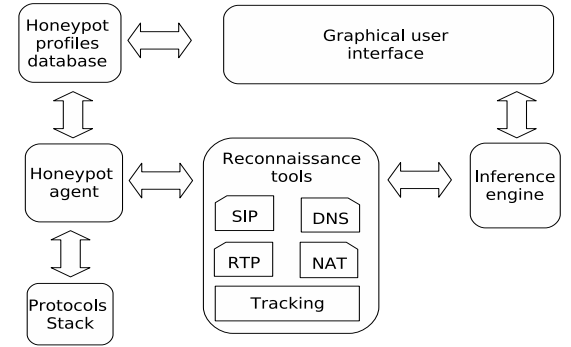 Honeypot
profiles
database
Graphical user
interface
Honeypot
agent
Reconnaissance
tools
SIP
DNS
RTP
NAT
Tracking
Inference
engine
Protocols
Stack